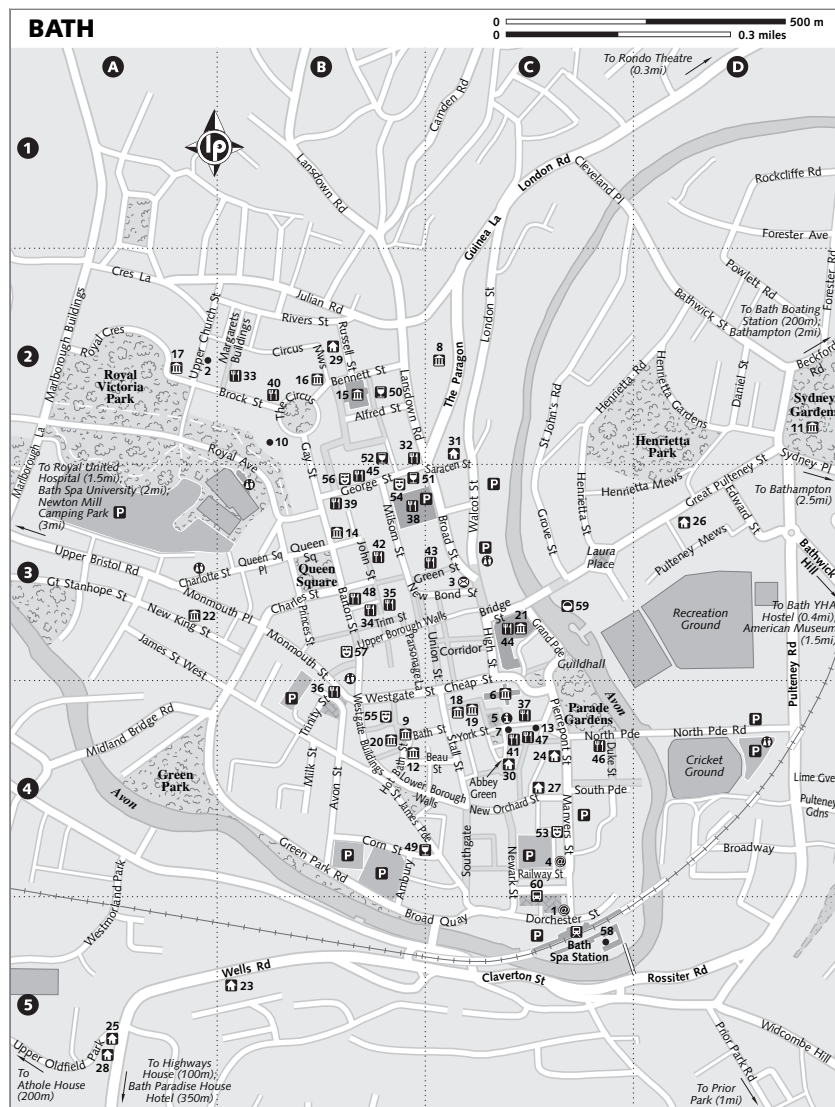 BATH
0 500 m
0 0.3 miles
A
B
C
D
To Rondo Theatre
(0.3mi)
1
lp
Camden Rd
Lansdown Rd
London Rd
Cleveland Pl
Guinea La
Rockcliffe Rd
Forester Ave
Forester Rd
Powlett Rd
Bathwick St
To Bath Boating
Station (200m);
Bathampton (2mi)
Beckford Rd
2
Cres La
Julian Rd
Rivers St
Marlborough Buildings
Royal Cres
Upper Church St
Margarets
Buildings
Circus Mws
Russell St
Bennett St
Alfred St
Lansdown Rd
The Paragon
London St
17
2
33
40
16
29
15
50
8
Royal
Victoria
Park
Brock St
The Circus
10
Gay St
Royal Ave
Marlborough La
32
31
52
St John's Rd
Henrietta Rd
Henrietta Gardens
Daniel St
Henrietta
Park
Sydney
Gardens
11
Sydney Pl
To Bathampton
(2.5mi)
To Royal United
Hospital (1.5mi);
Bath Spa University (2mi);
Newton Mill
Camping Park
(3mi)
P
56
45
George St
54
51
Saracen St
P
38
39
Milsom St
Broad St
Walcot St
P
Grove St
Henrietta St
Henrietta Mews
Great Pulteney St
Edward St
26
Pulteney Mews
Laura
Place
Bathwick Hill
3
Upper Bristol Rd
Charlotte St
Queen Sq
Pl
Queen
Sq
14
Queen
Square
John St
42
43
Green St
P
3
New Bond St
Gt Stanhope St
New King St
22
Monmouth Pl
Charles St
Princes St
Barton St
48
34
35
Trim St
Upper Borough Walls
57
Parsonage La
Union St
Corridor
High St
Bridge St
21
44
Grand Pde
Guildhall
59
Recreation
Ground
To Bath YHA
Hostel (0.4mi);
American Museum
(1.5mi)
Pulteney Rd
James St West
Monmouth St
36
P
Trinity St
Westgate St
Cheap St
6
Parade
Gardens
Avon
Midland Bridge Rd
Westgate Buildings
55
9
18
19
37
5
7
13
Pierrepont St
P
20
Bath St
Hot Bath St
12
Beau
St
Stall St
York St
41
47
24
30
Abbey
Green
North Pde
North Pde Rd
46
Duke St
Cricket
Ground
P
Green
Park
4
Milk St
Avon St
Lower Borough
Walls
St James Pde
New Orchard St
27
South Pde
Manvers St
P
Lime Gve
Pulteney
Gdns
Avon
Green Park Rd
Corn St
49
P
P
Ambury
Southgate
Newark St
53
P
4
Railway St
60
Broadway
Broad Quay
1
Dorchester St
P
Bath
Spa Station
58
Westmorland Park
Wells Rd
23
Claverton St
Rossiter Rd
5
25
28
Upper Oldfield Park
To
Athole House
(200m)
To Highways
House (100m);
Bath Paradise House
Hotel (350m)
Prior Park Rd
Widcombe Hill
To Prior
Park (1mi)